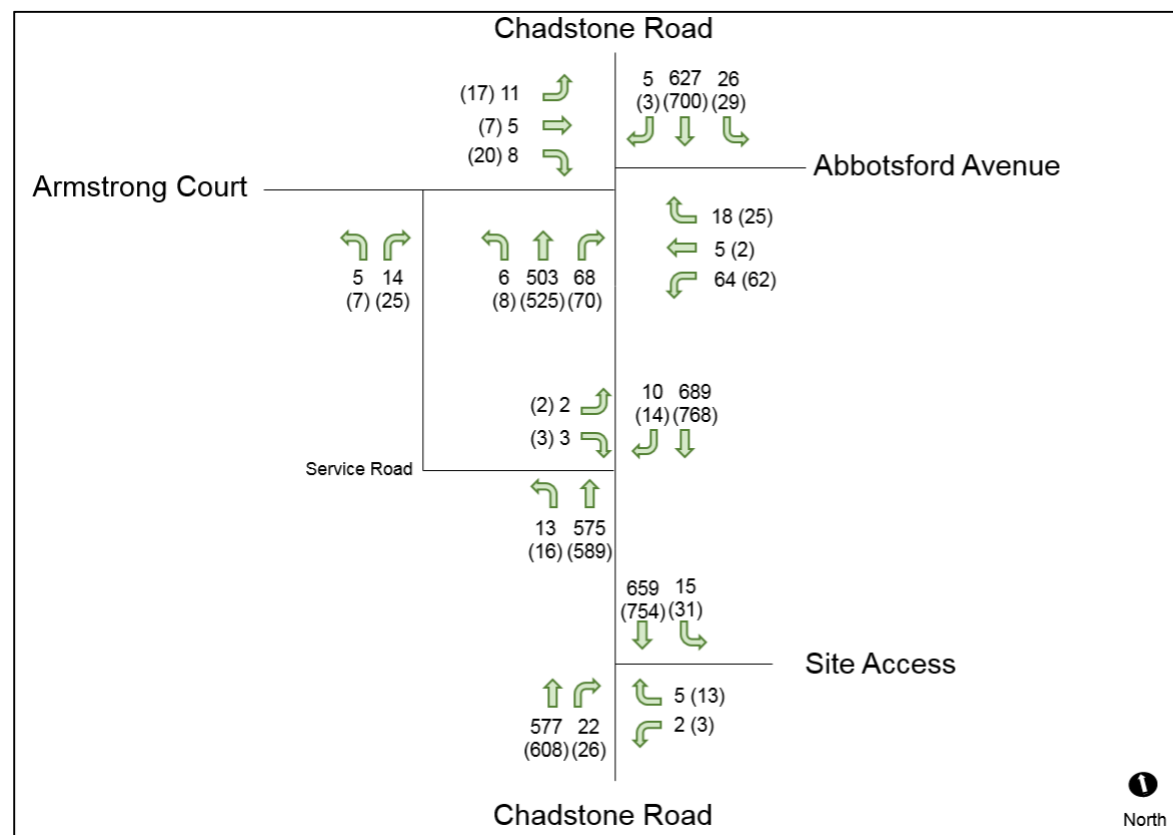 Chadstone Road
(17) 11
(7) 5
(20) 8
5 627 26
(3) (700) (29)
Armstrong Court
Abbotsford Avenue
18 (25)
5 (2)
64 (62)
5 14
(7) (25)
6 503 68
(8) (525) (70)
(2) 2
(3) 3
10 689
(14) (768)
Service Road
13 575
(16) (589)
659 15
(754) (31)
Site Access
5 (13)
2 (3)
577 22
(608) (26)
Chadstone Road
North